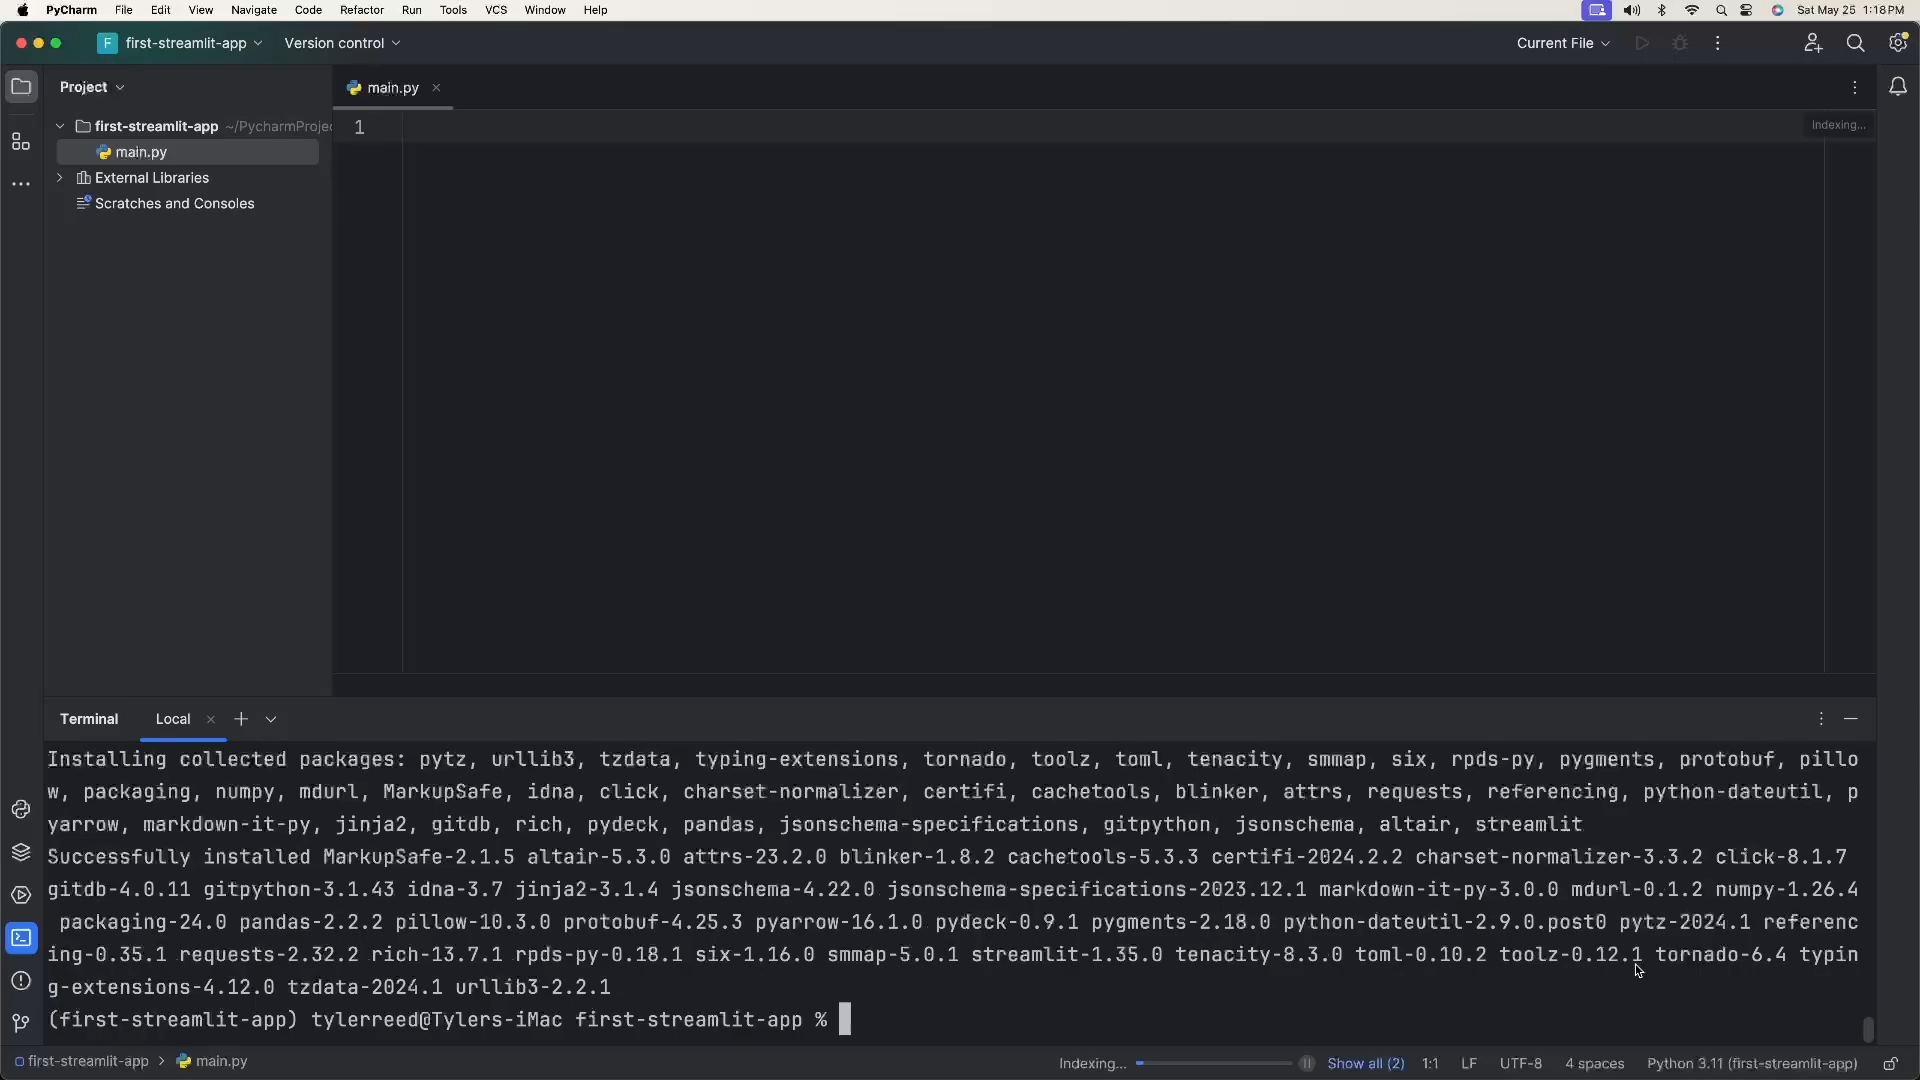 PyCharm File Edit View Navigate Code Refactor Run Tools VCS Window Help Sat May 25 1:18 PM
F first-streamlit-app Version control Current File
Project main.py
first-streamlit-app ~/PycharmProjec 1 Indexing...
main.py
External Libraries
Scratches and Consoles
Terminal Local
Installing collected packages: pytz, urllib3, tzdata, typing-extensions, tornado, toolz, toml, tenacity, smmap, six, rpds-py, pygments, protobuf, pillo
w, packaging, numpy, mdurl, MarkupSafe, idna, click, charset-normalizer, certifi, cachetools, blinker, attrs, requests, referencing, python-dateutil, p
yarrow, markdown-it-py, jinja2, gitdb, rich, pydeck, pandas, jsonschema-specifications, gitpython, jsonschema, altair, streamlit
Successfully installed MarkupSafe-2.1.5 altair-5.3.0 attrs-23.2.0 blinker-1.8.2 cachetools-5.3.3 certifi-2024.2.2 charset-normalizer-3.3.2 click-8.1.7
gitdb-4.0.11 gitpython-3.1.43 idna-3.7 jinja2-3.1.4 jsonschema-4.22.0 jsonschema-specifications-2023.12.1 markdown-it-py-3.0.0 mdurl-0.1.2 numpy-1.26.4
packaging-24.0 pandas-2.2.2 pillow-10.3.0 protobuf-4.25.3 pyarrow-16.1.0 pydeck-0.9.1 pygments-2.18.0 python-dateutil-2.9.0.post0 pytz-2024.1 referenc
ing-0.35.1 requests-2.32.2 rich-13.7.1 rpds-py-0.18.1 six-1.16.0 smmap-5.0.1 streamlit-1.35.0 tenacity-8.3.0 toml-0.10.2 toolz-0.12.1 tornado-6.4 typin
g-extensions-4.12.0 tzdata-2024.1 urllib3-2.2.1
(first-streamlit-app) tylerreed@Tylers-iMac first-streamlit-app %
first-streamlit-app > main.py Indexing... Show all (2) 1:1 LF UTF-8 4 spaces Python 3.11 (first-streamlit-app)